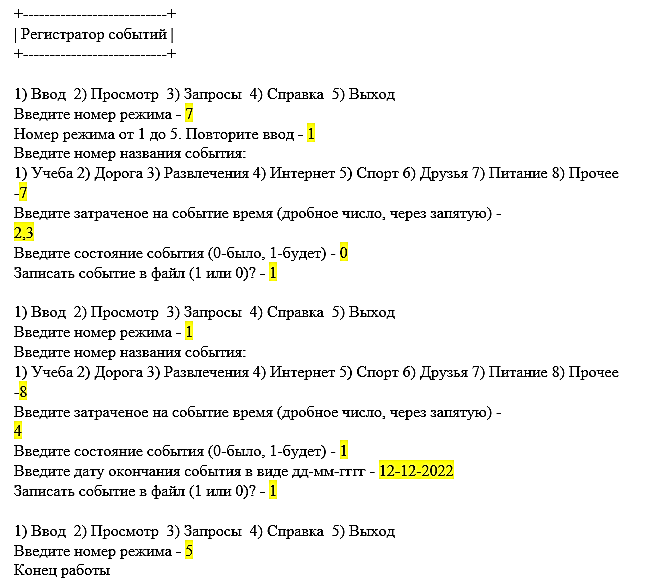 +---------------------------+
| Регистратор событий |
+---------------------------+
1) Ввод 2) Просмотр 3) Запросы 4) Справка 5) Выход
Введите номер режима - 7
Номер режима от 1 до 5. Повторите ввод - 1
Введите номер названия события:
1) Учеба 2) Дорога 3) Развлечения 4) Интернет 5) Спорт 6) Друзья 7) Питание 8) Прочее
-7
Введите затраченое на событие время (дробное число, через запятую) -
2,3
Введите состояние события (0-было, 1-будет) - 0
Записать событие в файл (1 или 0)? - 1
1) Ввод 2) Просмотр 3) Запросы 4) Справка 5) Выход
Введите номер режима - 1
Введите номер названия события:
1) Учеба 2) Дорога 3) Развлечения 4) Интернет 5) Спорт 6) Друзья 7) Питание 8) Прочее
-8
Введите затраченое на событие время (дробное число, через запятую) -
4
Введите состояние события (0-было, 1-будет) - 1
Введите дату окончания события в виде дд-мм-гггг - 12-12-2022
Записать событие в файл (1 или 0)? - 1
1) Ввод 2) Просмотр 3) Запросы 4) Справка 5) Выход
Введите номер режима - 5
Конец работы